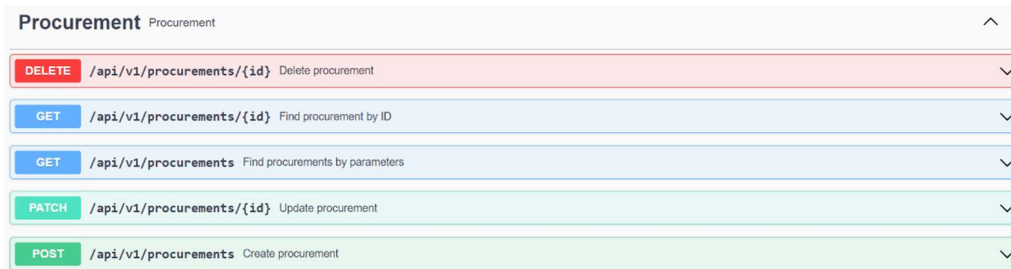 Procurement Procurement
DELETE /api/v1/procurements/{id} Delete procurement
GET /api/v1/procurements/{id} Find procurement by ID
GET /api/v1/procurements Find procurements by parameters
PATCH /api/v1/procurements/{id} Update procurement
POST /api/v1/procurements Create procurement